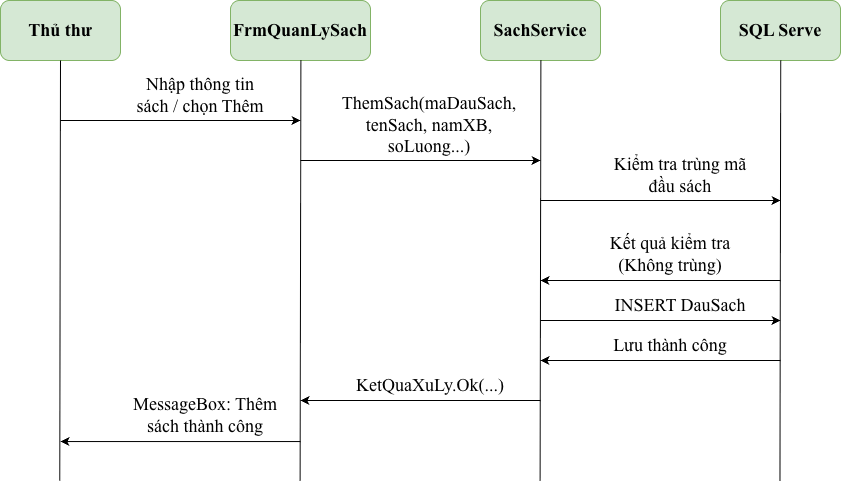 Thủ thư
FrmQuanLySach
SachService
SQL Serve
Nhập thông tin
sách / chọn Thêm
ThemSach(maDauSach,
tenSach, namXB,
soLuong...)
Kiểm tra trùng mã
đầu sách
Kết quả kiểm tra
(Không trùng)
INSERT DauSach
Lưu thành công
KetQuaXuLy.Ok(...)
MessageBox: Thêm
sách thành công